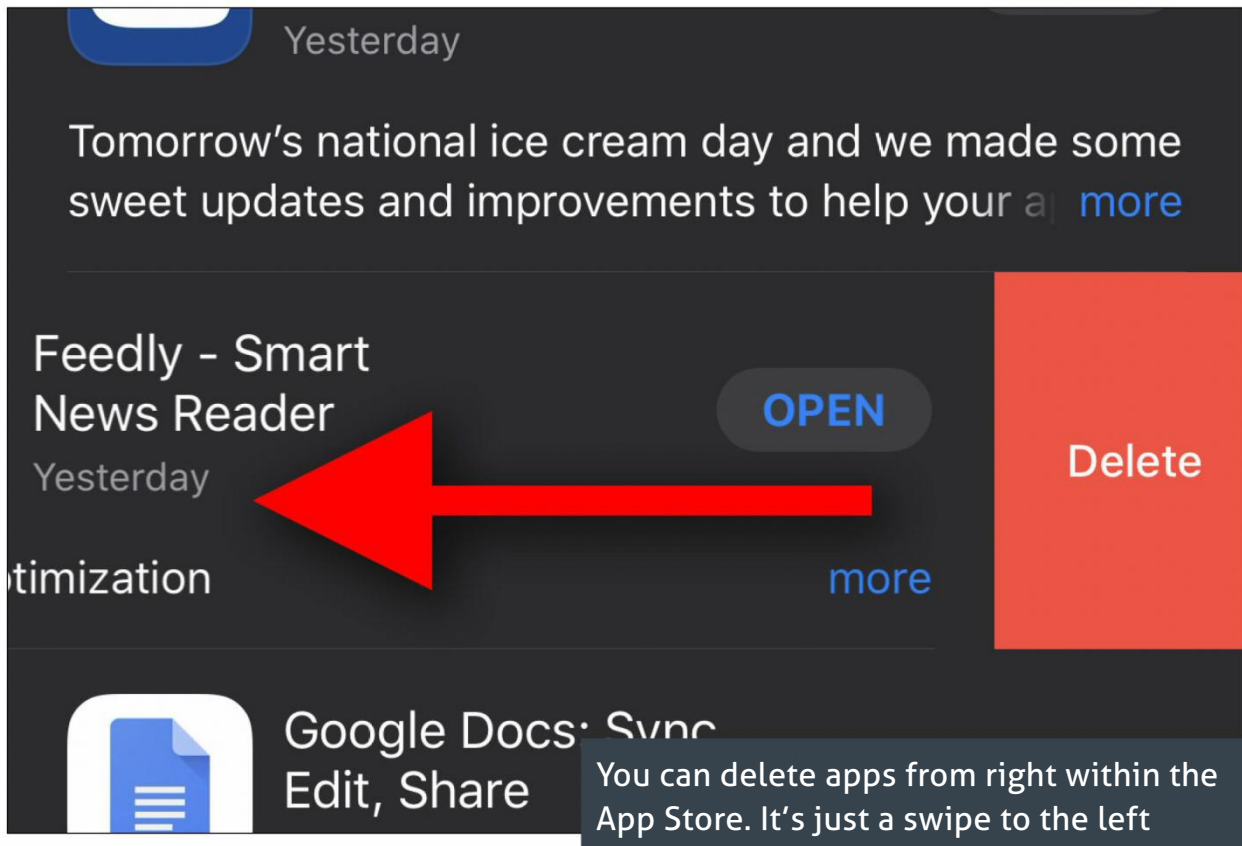 Yesterday
Tomorrow's national ice cream day and we made some
sweet updates and improvements to help your a more
Feedly - Smart
News Reader
Yesterday
OPEN
Delete
timization
more
Google Docs: Sync
Edit, Share
You can delete apps from right within the
App Store. It's just a swipe to the left